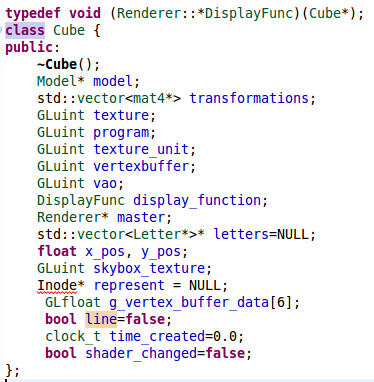 typedef void (Renderer::*DisplayFunc)(Cube*);
class Cube {
public:
    ~Cube();
    Model* model;
    std::vector<mat4*> transformations;
    GLuint texture;
    GLuint program;
    GLuint texture_unit;
    GLuint vertexbuffer;
    GLuint vao;
    DisplayFunc display_function;
    Renderer* master;
    std::vector<Letter*>* letters=NULL;
    float x_pos, y_pos;
    GLuint skybox_texture;
    Inode* represent = NULL;
     GLfloat g_vertex_buffer_data[6];
     bool line=false;
     clock_t time_created=0.0;
     bool shader_changed=false;
};